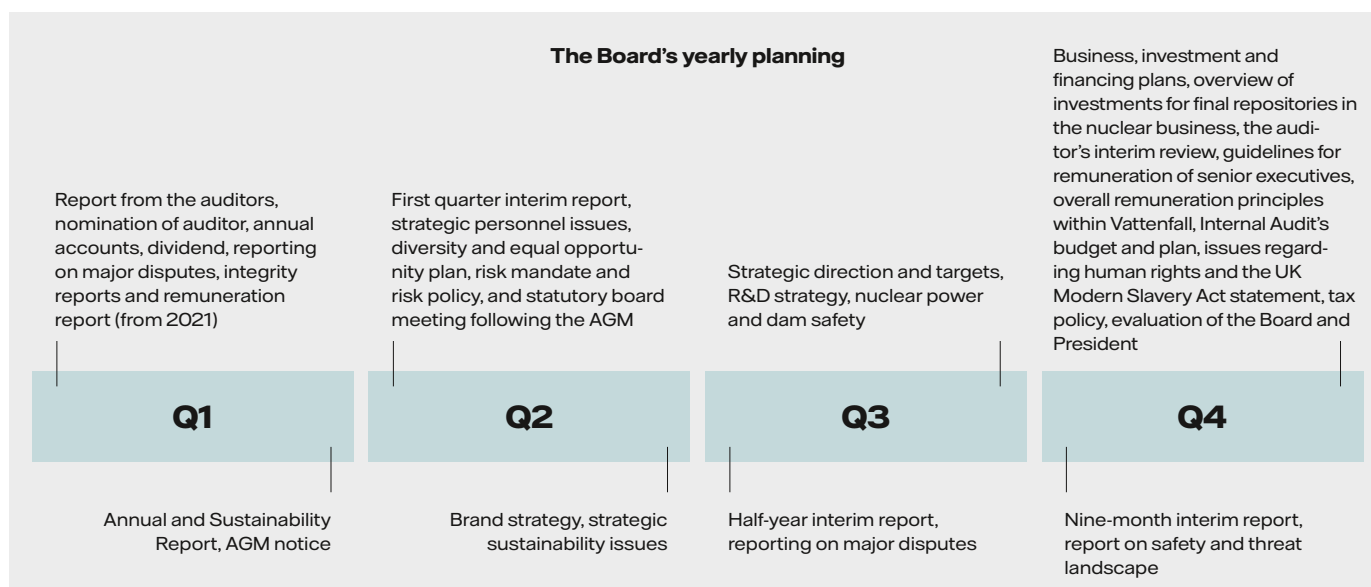 The Board's yearly planning
Report from the auditors,
nomination of auditor, annual
accounts, dividend, reporting
on major disputes, integrity
reports and remuneration
report (from 2021)
First quarter interim report,
strategic personnel issues,
diversity and equal opportu-
nity plan, risk mandate and
risk policy, and statutory board
meeting following the AGM
Strategic direction and targets,
R&D strategy, nuclear power
and dam safety
Business, investment and
financing plans, overview of
investments for final repositories in
the nuclear business, the audi-
tor's interim review, guidelines for
remuneration of senior executives,
overall remuneration principles
within Vattenfall, Internal Audit's
budget and plan, issues regard-
ing human rights and the UK
Modern Slavery Act statement, tax
policy, evaluation of the Board and
President
Q1
Q2
Q3
Q4
Annual and Sustainability
Report, AGM notice
Brand strategy, strategic
sustainability issues
Half-year interim report,
reporting on major disputes
Nine-month interim report,
report on safety and threat
landscape